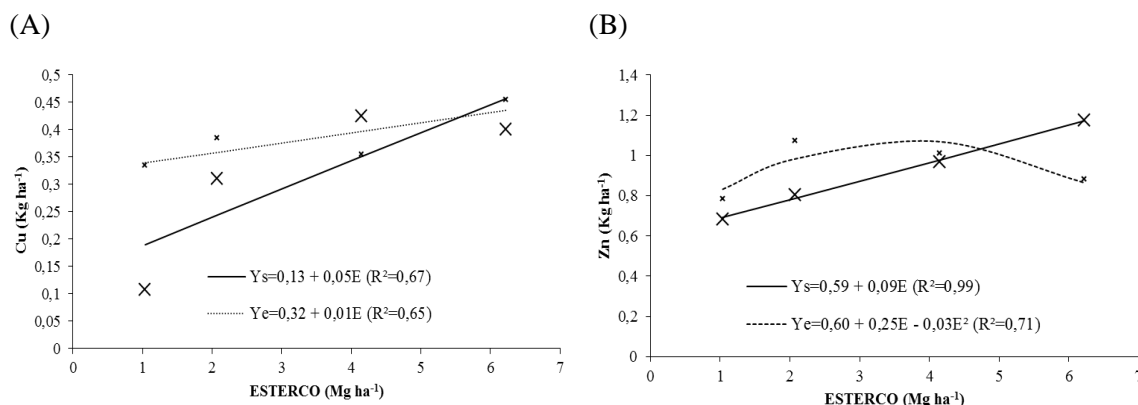 (A)
(B)
0,5
0,45
0,4
0,35
0,3
0,25
0,2
0,15
0,1
0,05
0
Cu (Kg ha⁻¹)
Ys=0,13 + 0,05E (R²=0,67)
Ye=0,32 + 0,01E (R²=0,65)
0 1 2 3 4 5 6 7
ESTERCO (Mg ha⁻¹)
1,4
1,2
1
0,8
0,6
0,4
0,2
0
Zn (Kg ha⁻¹)
Ys=0,59 + 0,09E (R²=0,99)
Ye=0,60 + 0,25E - 0,03E² (R²=0,71)
0 1 2 3 4 5 6 7
ESTERCO (Mg ha⁻¹)